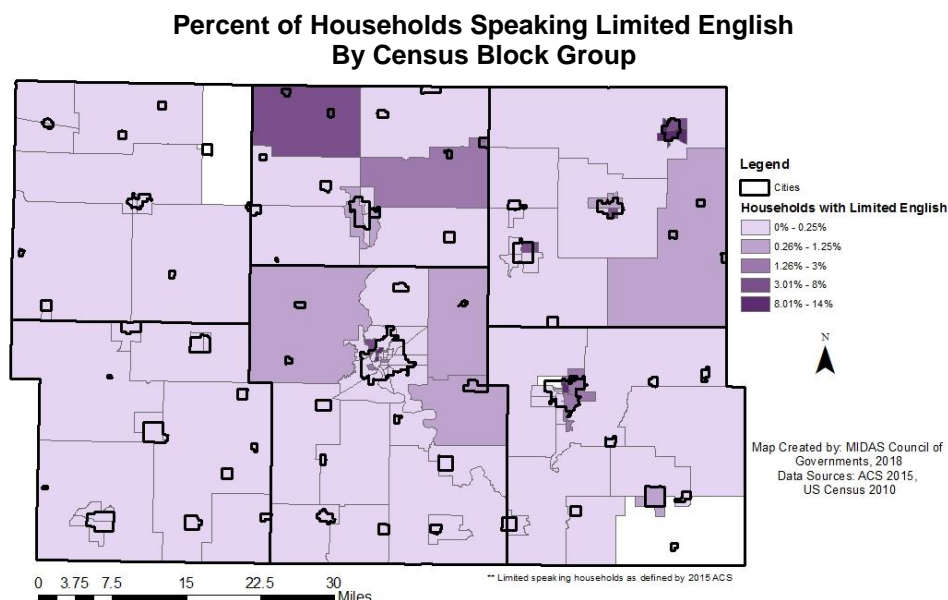 Percent of Households Speaking Limited English
By Census Block Group
Legend
Cities
Households with Limited English
0% - 0.25%
0.26% - 1.25%
1.26% - 3%
3.01% - 8%
8.01% - 14%
N
Map Created by: MIDAS Council of
Governments, 2018
Data Sources: ACS 2015,
US Census 2010
** Limited speaking households as defined by 2015 ACS
0 3.75 7.5 15 22.5 30
Miles